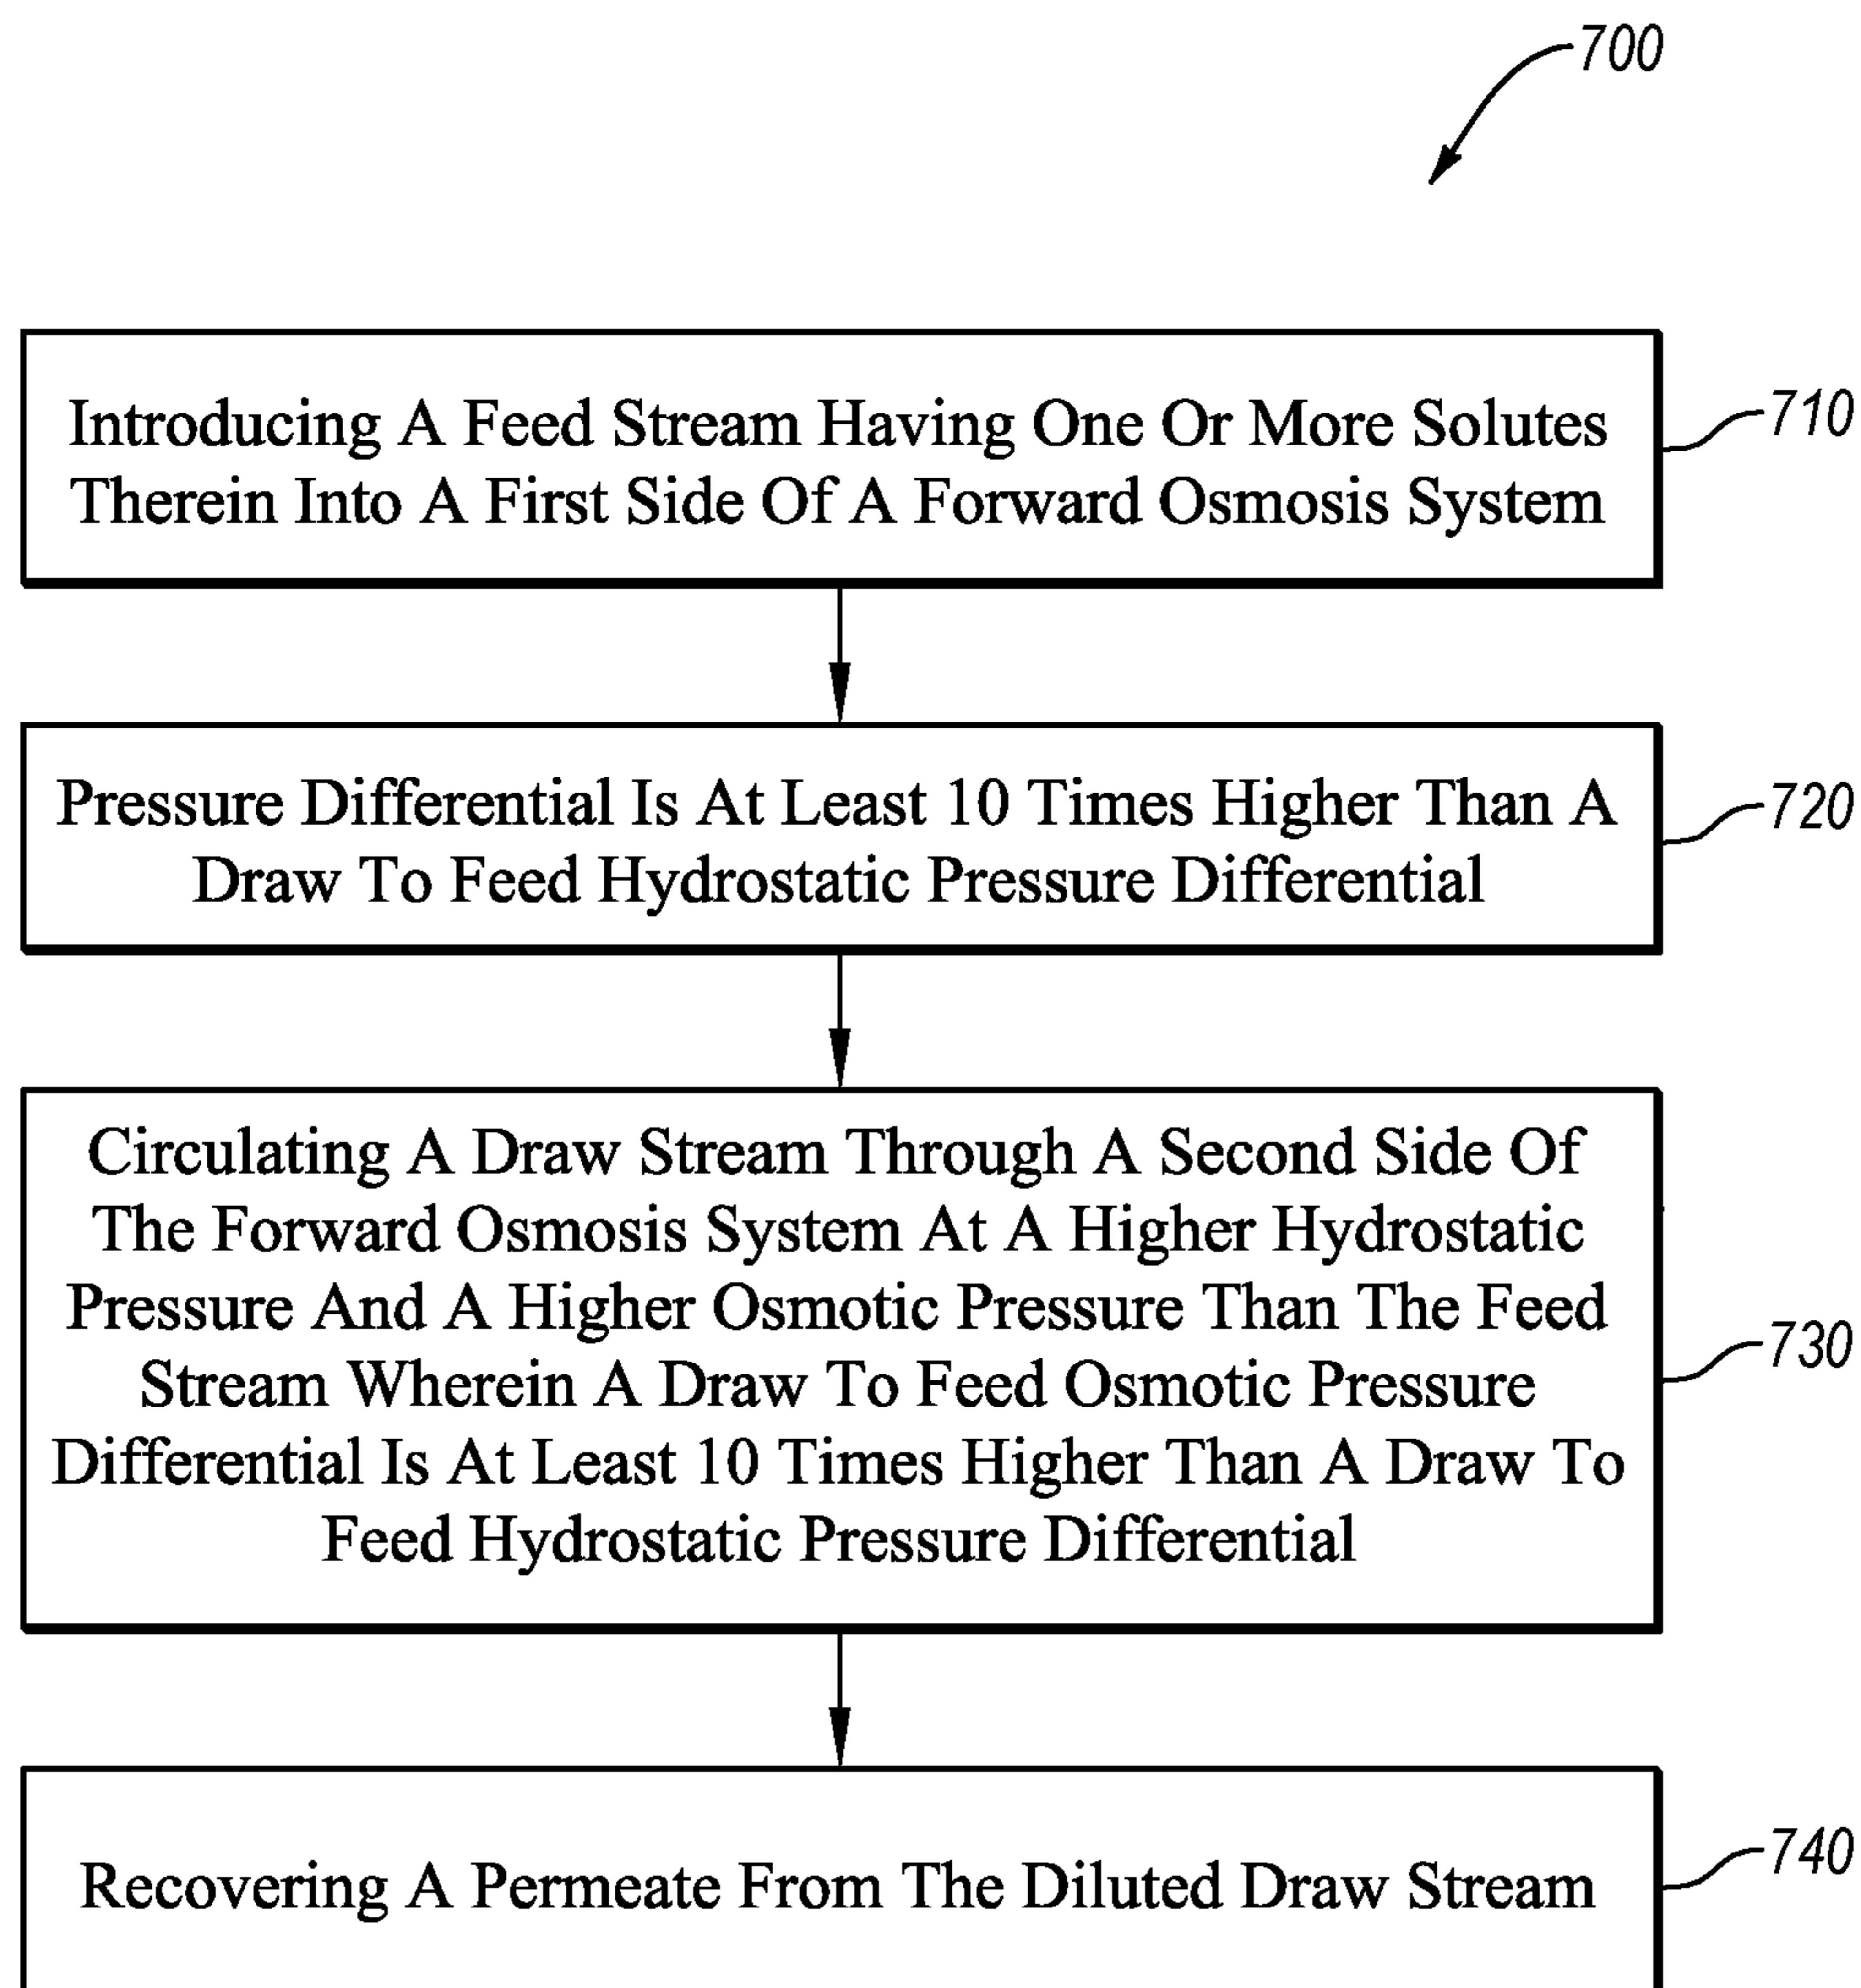 700
Introducing A Feed Stream Having One Or More Solutes
Therein Into A First Side Of A Forward Osmosis System
710
Pressure Differential Is At Least 10 Times Higher Than A
Draw To Feed Hydrostatic Pressure Differential
720
Circulating A Draw Stream Through A Second Side Of
The Forward Osmosis System At A Higher Hydrostatic
Pressure And A Higher Osmotic Pressure Than The Feed
Stream Wherein A Draw To Feed Osmotic Pressure
Differential Is At Least 10 Times Higher Than A Draw To
Feed Hydrostatic Pressure Differential
730
Recovering A Permeate From The Diluted Draw Stream
740